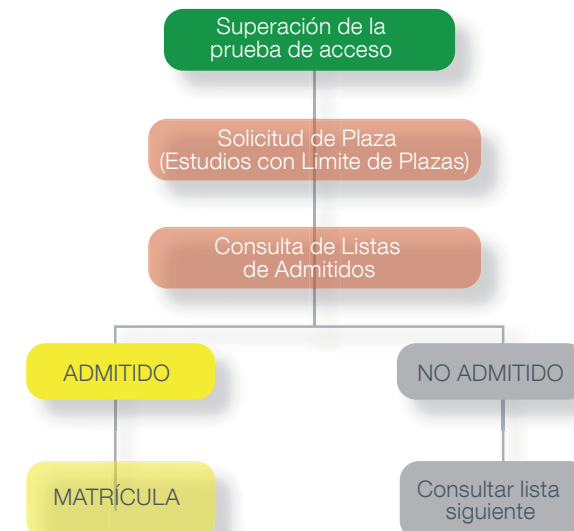 Superación de la
prueba de acceso
Solicitud de Plaza
(Estudios con Limite de Plazas)
Consulta de Listas
de Admitidos
ADMITIDO
NO ADMITIDO
MATRÍCULA
Consultar lista
siguiente